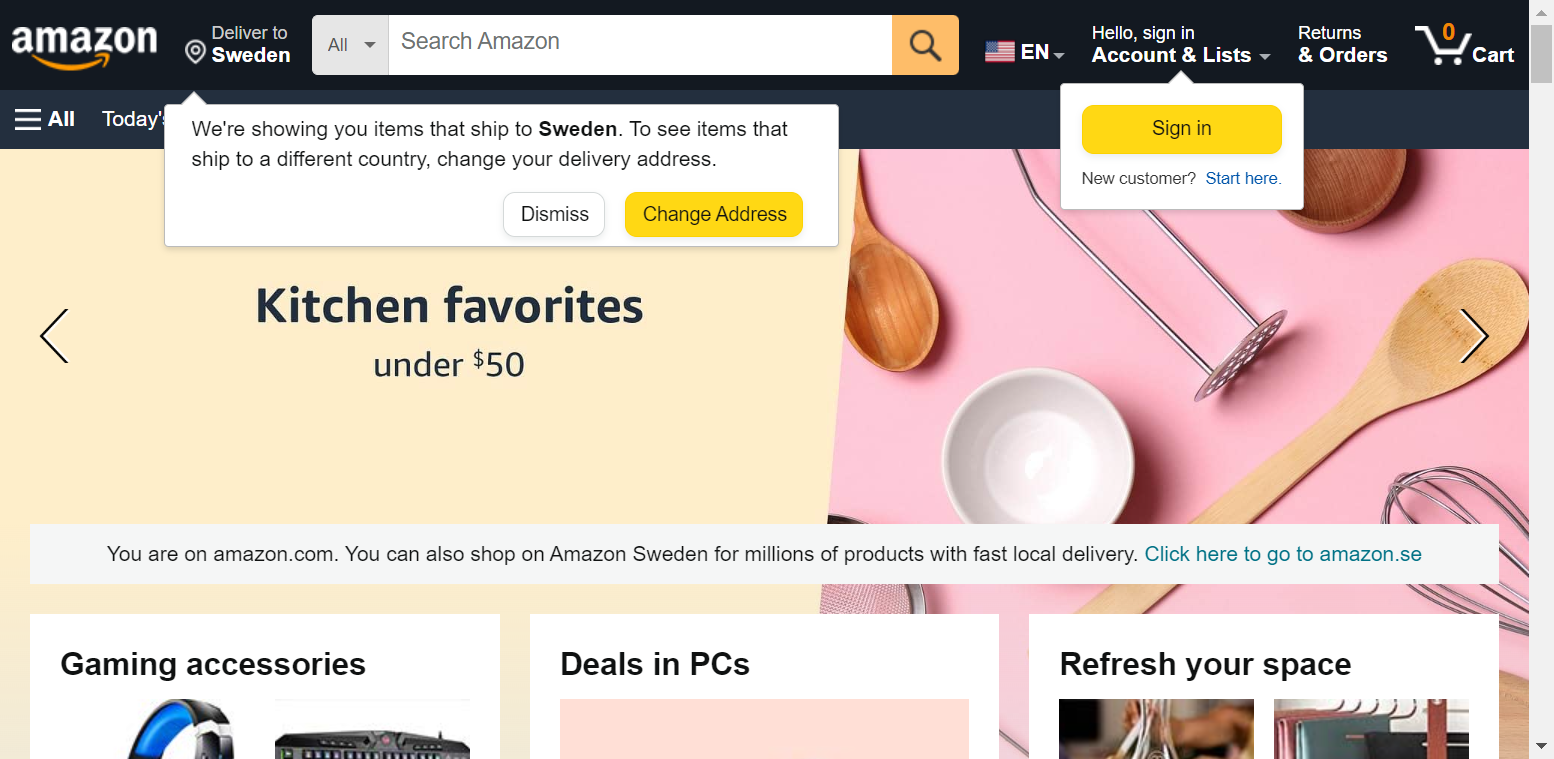 amazon
Deliver to
Sweden
All
Search Amazon
EN
Hello, sign in
Account & Lists
Returns
& Orders
0
Cart
All
Today's
We're showing you items that ship to Sweden. To see items that
ship to a different country, change your delivery address.
Dismiss
Change Address
Sign in
New customer? Start here.
Kitchen favorites
under $50
You are on amazon.com. You can also shop on Amazon Sweden for millions of products with fast local delivery. Click here to go to amazon.se
Gaming accessories
Deals in PCs
Refresh your space